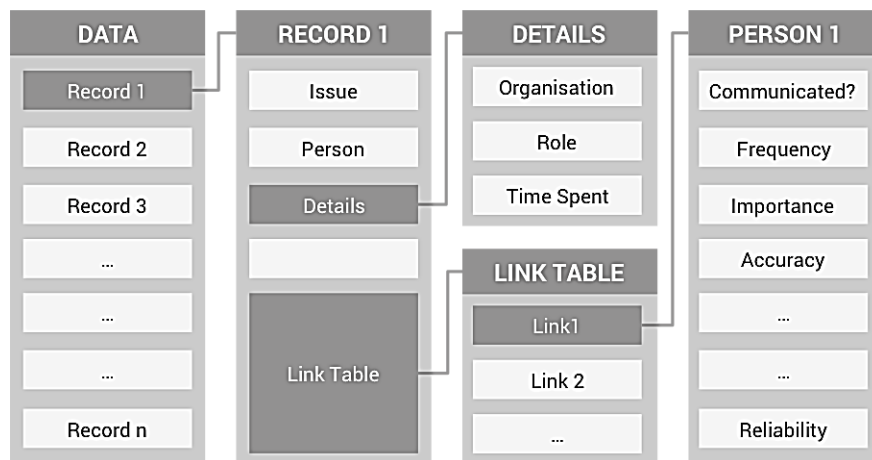 DATA
Record 1
Record 2
Record 3
...
...
...
Record n
RECORD 1
Issue
Person
Details
Link Table
DETAILS
Organisation
Role
Time Spent
LINK TABLE
Link1
Link 2
...
PERSON 1
Communicated?
Frequency
Importance
Accuracy
...
...
Reliability